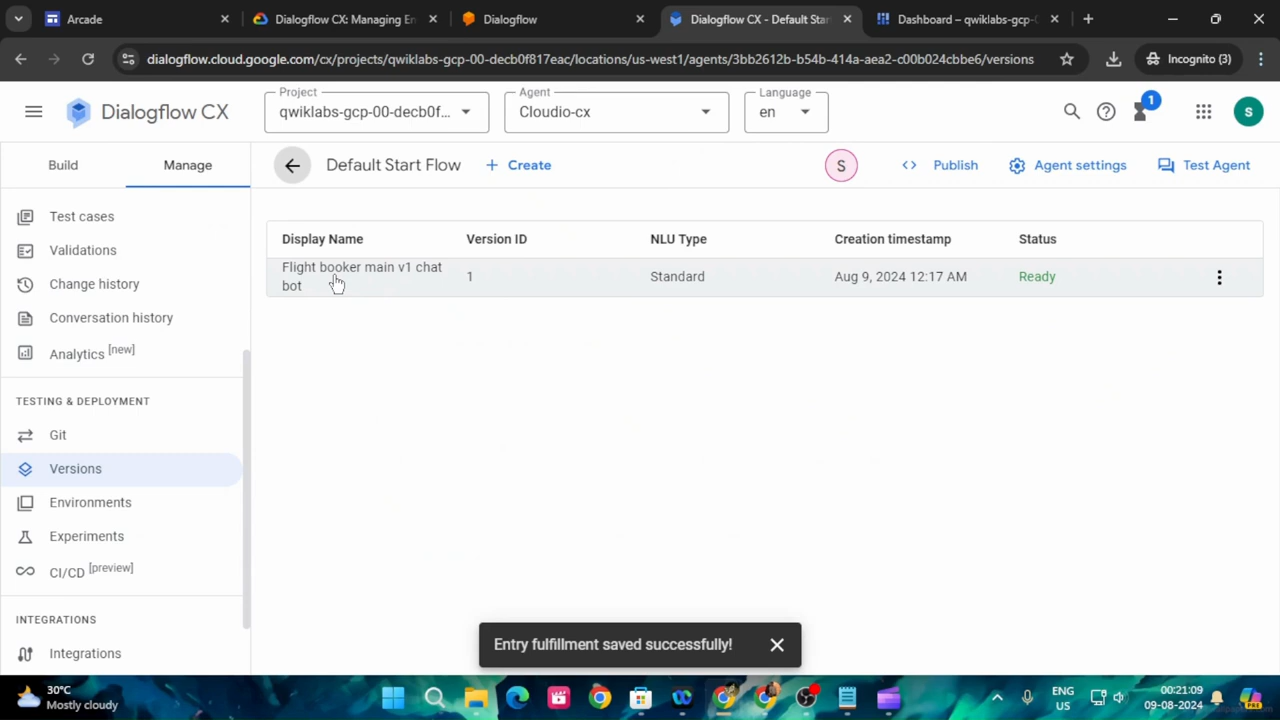 Arcade
Dialogflow CX: Managing En
Dialogflow
Dialogflow CX - Default Star
Dashboard – qwiklabs-gcp-0
dialogflow.cloud.google.com/cx/projects/qwiklabs-gcp-00-decb0f817eac/locations/us-west1/agents/3bb2612b-b54b-414a-aea2-c00b024cbbe6/versions
Incognito (3)
Dialogflow CX
Project
qwiklabs-gcp-00-decb0f...
Agent
Cloudio-cx
Language
en
1
S
Build
Manage
Default Start Flow
+ Create
S
Publish
Agent settings
Test Agent
Test cases
Validations
Change history
Conversation history
Analytics [new]
TESTING & DEPLOYMENT
Git
Versions
Environments
Experiments
CI/CD [preview]
INTEGRATIONS
Integrations
Display Name
Version ID
NLU Type
Creation timestamp
Status
Flight booker main v1 chat
bot
1
Standard
Aug 9, 2024 12:17 AM
Ready
Entry fulfillment saved successfully!
30°C
Mostly cloudy
ENG
US
00:21:09
09-08-2024
PRE